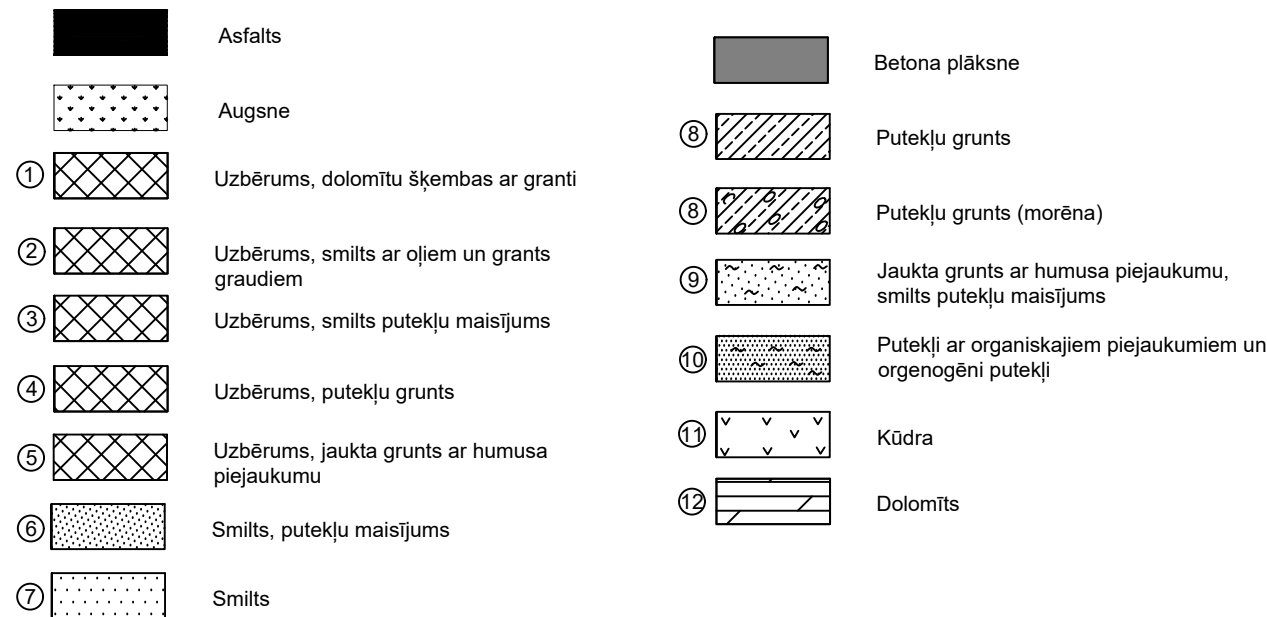 Asfalts
Augsne
① Uzbērums, dolomītu šķembas ar granti
② Uzbērums, smilts ar oļiem un grants
graudiem
③ Uzbērums, smilts putekļu maisījums
④ Uzbērums, putekļu grunts
⑤ Uzbērums, jaukta grunts ar humusa
piejaukumu
⑥ Smilts, putekļu maisījums
⑦ Smilts
Betona plāksne
⑧ Putekļu grunts
⑧ Putekļu grunts (morēna)
⑨ Jaukta grunts ar humusa piejaukumu,
smilts putekļu maisījums
⑩ Putekļi ar organiskajiem piejaukumiem un
orgenogēni putekļi
⑪ Kūdra
⑫ Dolomīts